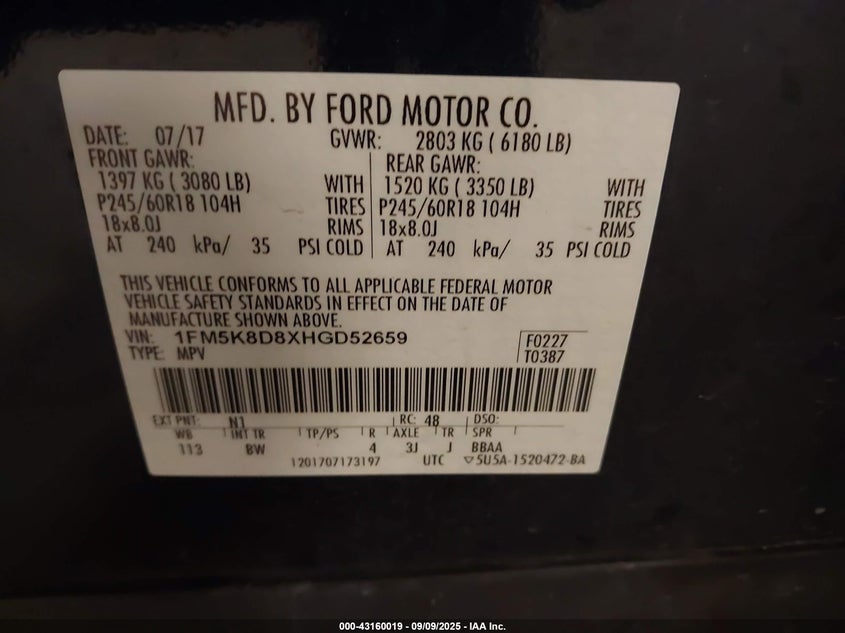 MFD. BY FORD MOTOR CO.
DATE: 07/17 GVWR: 2803 KG ( 6180 LB)
FRONT GAWR: REAR GAWR:
1397 KG ( 3080 LB) WITH 1520 KG ( 3350 LB) WITH
P245/60R18 104H TIRES P245/60R18 104H TIRES
18x8.0J RIMS 18x8.0J RIMS
AT 240 kPa/ 35 PSI COLD AT 240 kPa/ 35 PSI COLD
THIS VEHICLE CONFORMS TO ALL APPLICABLE FEDERAL MOTOR
VEHICLE SAFETY STANDARDS IN EFFECT ON THE DATE OF
MANUFACTURE SHOWN ABOVE.
VIN: 1FM5K8D8XHGD52659 F0227
TYPE: MPV T0387
EXT PNT: N1 RC: 48 DSO:
WB INT TR TP/PS R AXLE TR SPR
113 BW 4 3J J BBAA
1201707173197 UTC ▽5U5A-1520472-BA
000-43160019 - 09/09/2025 - IAA Inc.